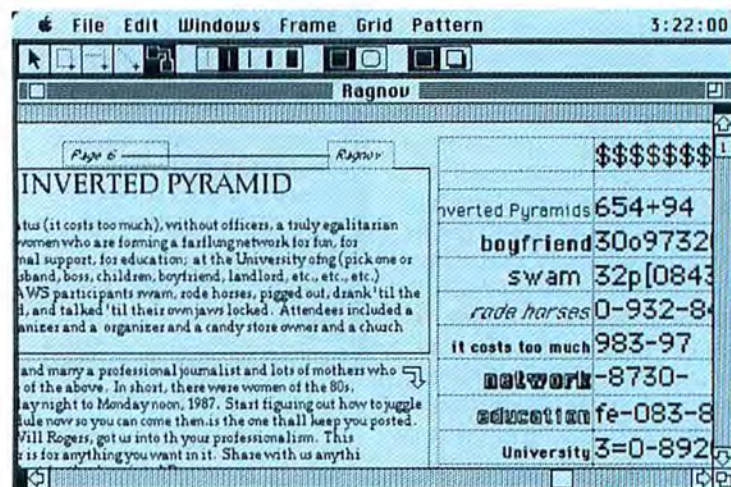 File Edit Windows Frame Grid Pattern 3:22:00
Ragnov
Page 6 Ragnov
INVERTED PYRAMID
tus (it costs too much), without officers, a truly egalitarian
women who are forming a farflung network for fun, for
nal support, for education; at the University ofng (pick one or
sband, boss, children, boyfriend, landlord, etc., etc., etc.)
AWS participants swam, rode horses, pigged out, drank 'til the
d, and talked 'til their own jaws locked. Attendees included a
anizer and a organizer and a candy store owner and a chuch
and many a professional journalist and lots of mothers who
of the above. In short, there were women of the 80s.
ay night to Monday noon, 1987. Start figuring out how to juggle
dule now so you can come then.is the one thall keep you posted.
Will Rogers, got us into th your professionalism. This
r is for anything you want in it. Share with us anythi
$$$$$$$
1
nverted Pyramids 654+94
boyfriend 30o9732
swam 32p[0843
rode horses 0-932-84
it costs too much 983-97
network -8730-
education fe-083-8
University 3=0-892